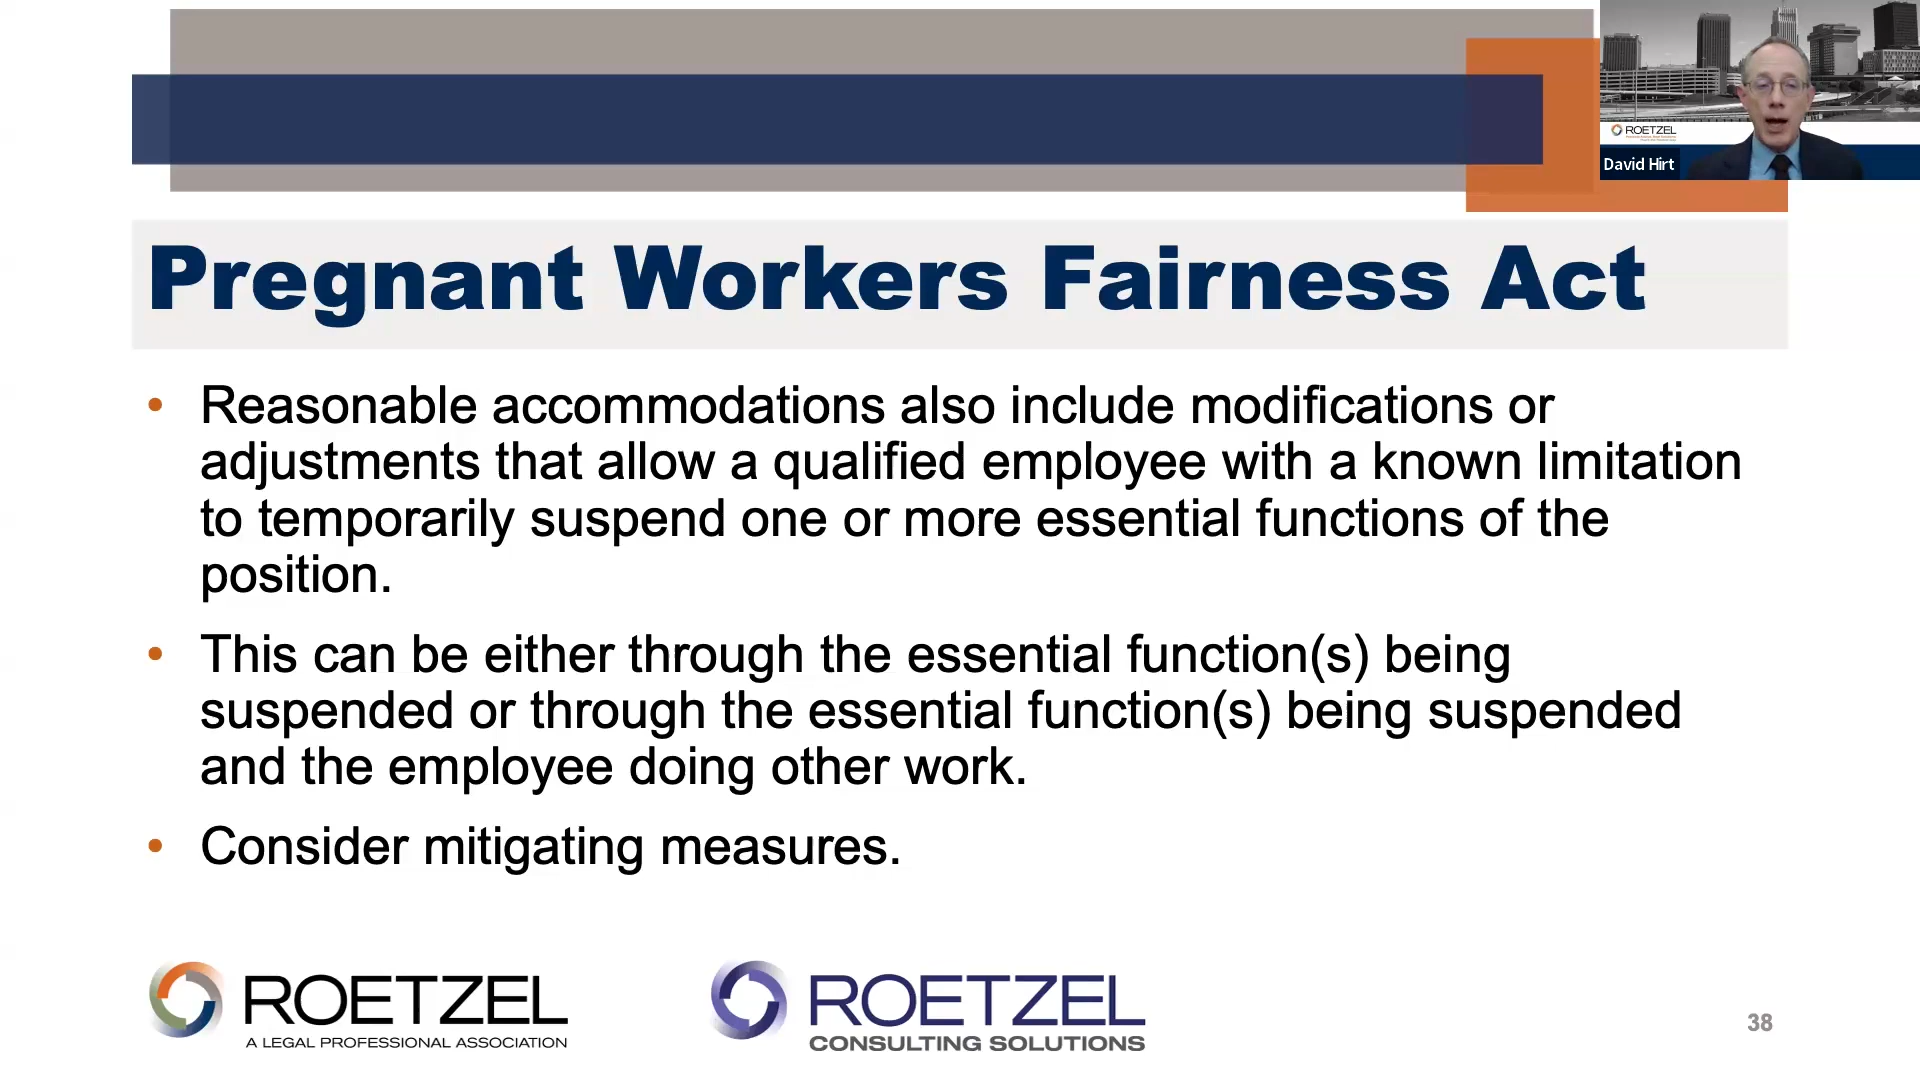 ROETZEL
David Hirt
Pregnant Workers Fairness Act
• Reasonable accommodations also include modifications or
adjustments that allow a qualified employee with a known limitation
to temporarily suspend one or more essential functions of the
position.
• This can be either through the essential function(s) being
suspended or through the essential function(s) being suspended
and the employee doing other work.
• Consider mitigating measures.
ROETZEL
A LEGAL PROFESSIONAL ASSOCIATION
ROETZEL
CONSULTING SOLUTIONS
38